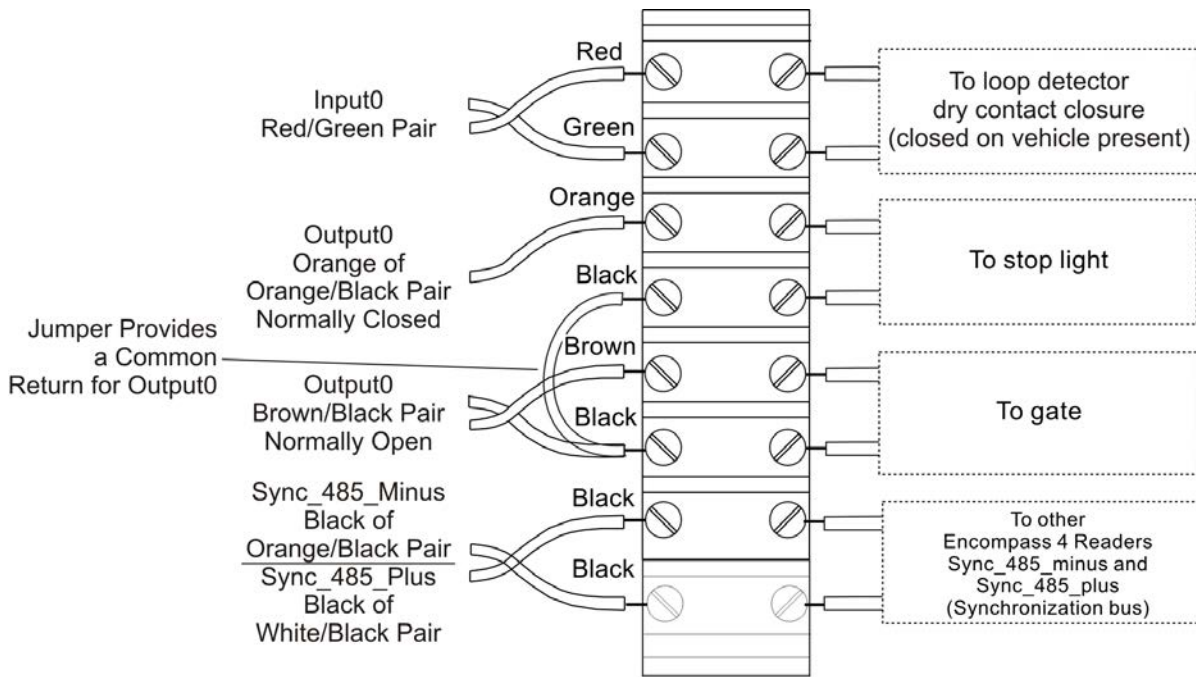 Red
Input0
Red/Green Pair
Green
To loop detector
dry contact closure
(closed on vehicle present)
Orange
Output0
Orange of
Orange/Black Pair
Normally Closed
Black
To stop light
Jumper Provides
a Common
Return for Output0
Brown
Output0
Brown/Black Pair
Normally Open
Black
To gate
Sync_485_Minus
Black of
Orange/Black Pair
Sync_485_Plus
Black of
White/Black Pair
Black
Black
To other
Encompass 4 Readers
Sync_485_minus and
Sync_485_plus
(Synchronization bus)